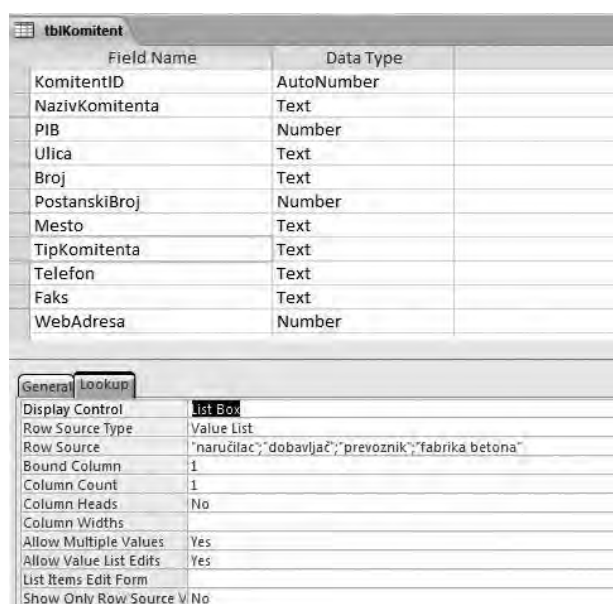 tblKomitent
Field Name Data Type
KomitentID AutoNumber
NazivKomitenta Text
PIB Number
Ulica Text
Broj Text
PostanskiBroj Number
Mesto Text
TipKomitenta Text
Telefon Text
Faks Text
WebAdresa Number
General Lookup
Display Control List Box
Row Source Type Value List
Row Source "naručilac";"dobavljač";"prevoznik";"fabrika betona"
Bound Column 1
Column Count 1
Column Heads No
Column Widths
Allow Multiple Values Yes
Allow Value List Edits Yes
List Items Edit Form
Show Only Row Source V No